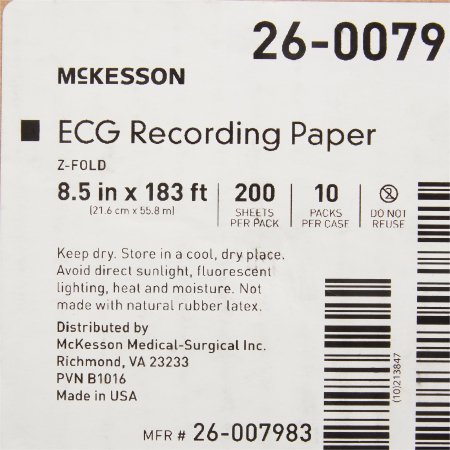 26-0079
McKESSON
ECG Recording Paper
Z-FOLD
8.5 in x 183 ft
(21.6 cm x 55.8 m)
200
SHEETS
PER PACK
10
PACKS
PER CASE
DO NOT
REUSE
Keep dry. Store in a cool, dry place.
Avoid direct sunlight, fluorescent
lighting, heat and moisture. Not
made with natural rubber latex.
Distributed by
McKesson Medical-Surgical Inc.
Richmond, VA 23233
PVN B1016
Made in USA
(10)213847
MFR # 26-007983